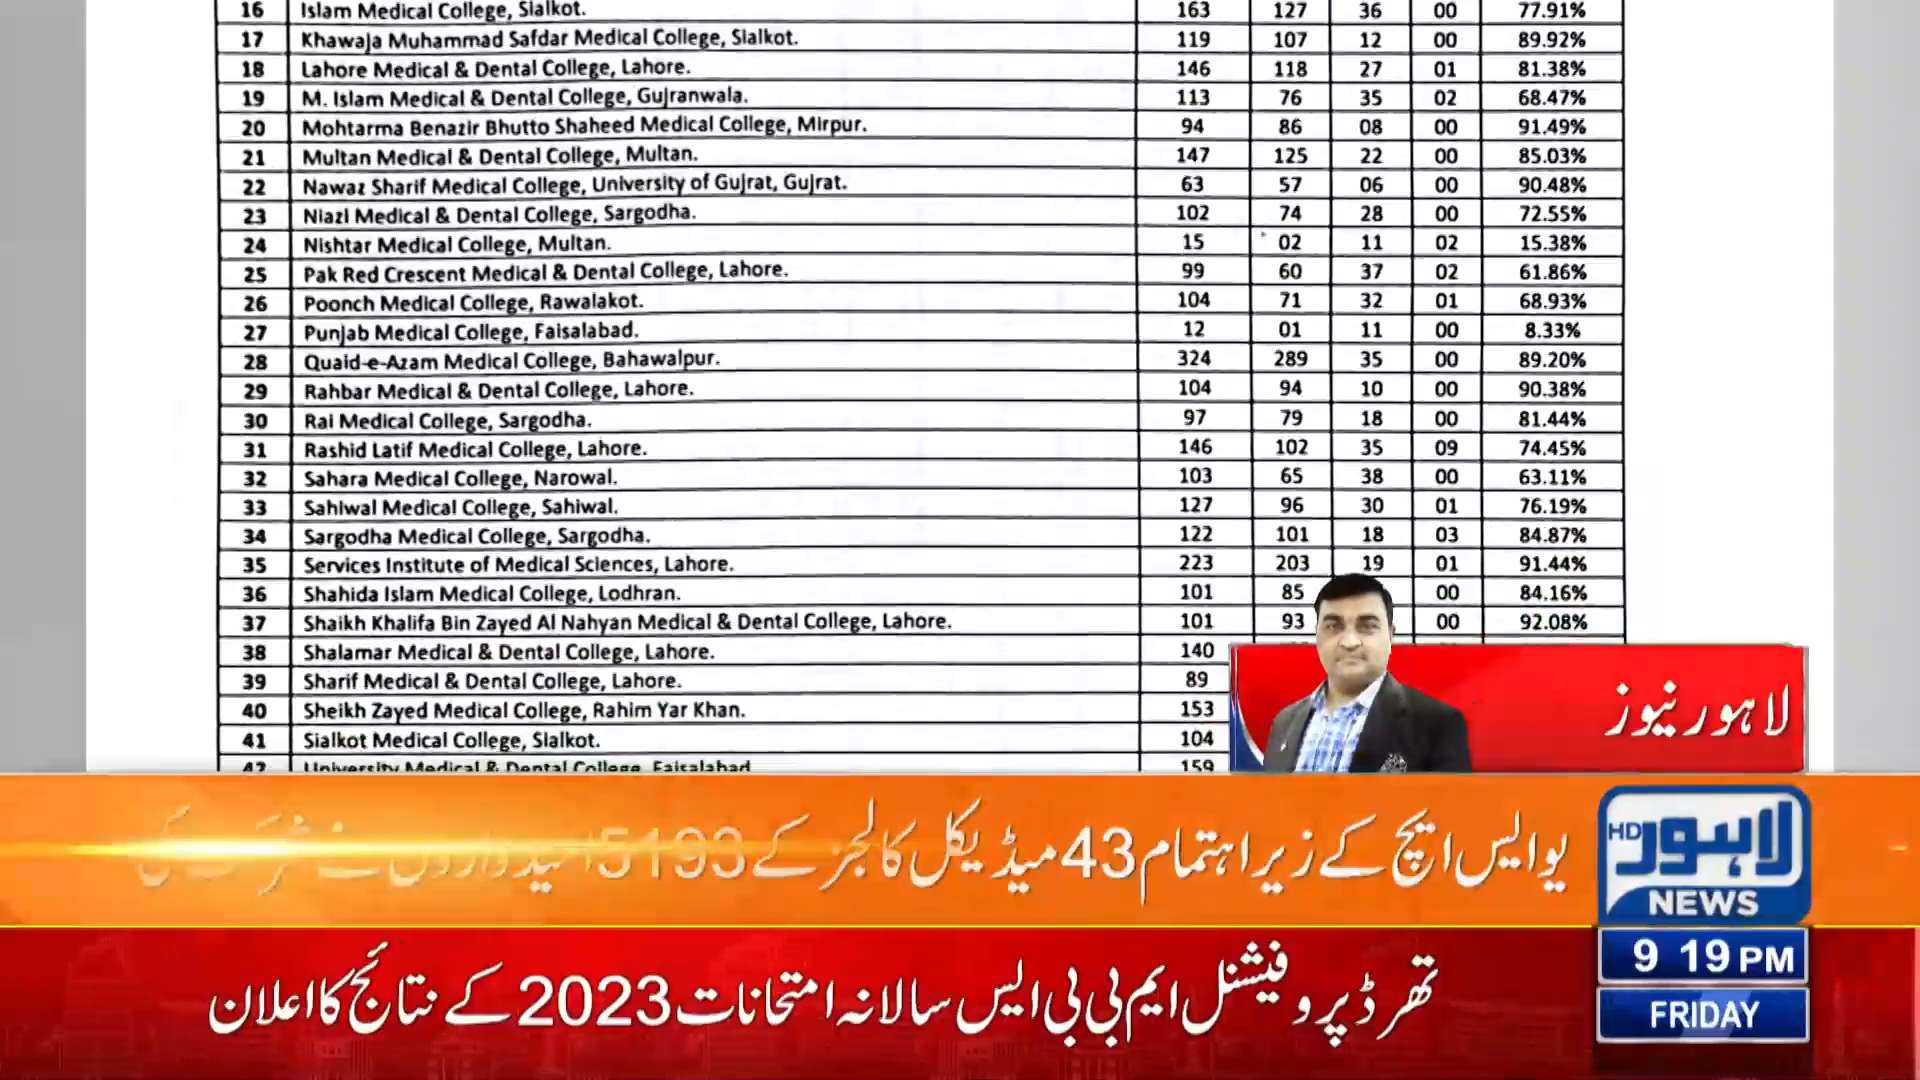 16 Islam Medical College, Sialkot. 163 127 36 00 77.91%
17 Khawaja Muhammad Safdar Medical College, Sialkot. 119 107 12 00 89.92%
18 Lahore Medical & Dental College, Lahore. 146 118 27 01 81.38%
19 M. Islam Medical & Dental College, Gujranwala. 113 76 35 02 68.47%
20 Mohtarma Benazir Bhutto Shaheed Medical College, Mirpur. 94 86 08 00 91.49%
21 Multan Medical & Dental College, Multan. 147 125 22 00 85.03%
22 Nawaz Sharif Medical College, University of Gujrat, Gujrat. 63 57 06 00 90.48%
23 Niazi Medical & Dental College, Sargodha. 102 74 28 00 72.55%
24 Nishtar Medical College, Multan. 15 02 11 02 15.38%
25 Pak Red Crescent Medical & Dental College, Lahore. 99 60 37 02 61.86%
26 Poonch Medical College, Rawalakot. 104 71 32 01 68.93%
27 Punjab Medical College, Faisalabad. 12 01 11 00 8.33%
28 Quaid-e-Azam Medical College, Bahawalpur. 324 289 35 00 89.20%
29 Rahbar Medical & Dental College, Lahore. 104 94 10 00 90.38%
30 Rai Medical College, Sargodha. 97 79 18 00 81.44%
31 Rashid Latif Medical College, Lahore. 146 102 35 09 74.45%
32 Sahara Medical College, Narowal. 103 65 38 00 63.11%
33 Sahiwal Medical College, Sahiwal. 127 96 30 01 76.19%
34 Sargodha Medical College, Sargodha. 122 101 18 03 84.87%
35 Services Institute of Medical Sciences, Lahore. 223 203 19 01 91.44%
36 Shahida Islam Medical College, Lodhran. 101 85 00 84.16%
37 Shaikh Khalifa Bin Zayed Al Nahyan Medical & Dental College, Lahore. 101 93 00 92.08%
38 Shalamar Medical & Dental College, Lahore. 140
39 Sharif Medical & Dental College, Lahore. 89
40 Sheikh Zayed Medical College, Rahim Yar Khan. 153
41 Sialkot Medical College, Sialkot. 104
42 University Medical & Dental College, Faisalabad 159
لاہور نیوز
یو ایس ایچ کے زیر اہتمام 43 میڈیکل کالجز کے 5193 امیدواروں نے شرکت کی
لاہور HD
NEWS
9 19 PM
تھرڈ پروفیشنل ایم بی بی ایس سالانہ امتحانات 2023 کے نتائج کا اعلان
FRIDAY